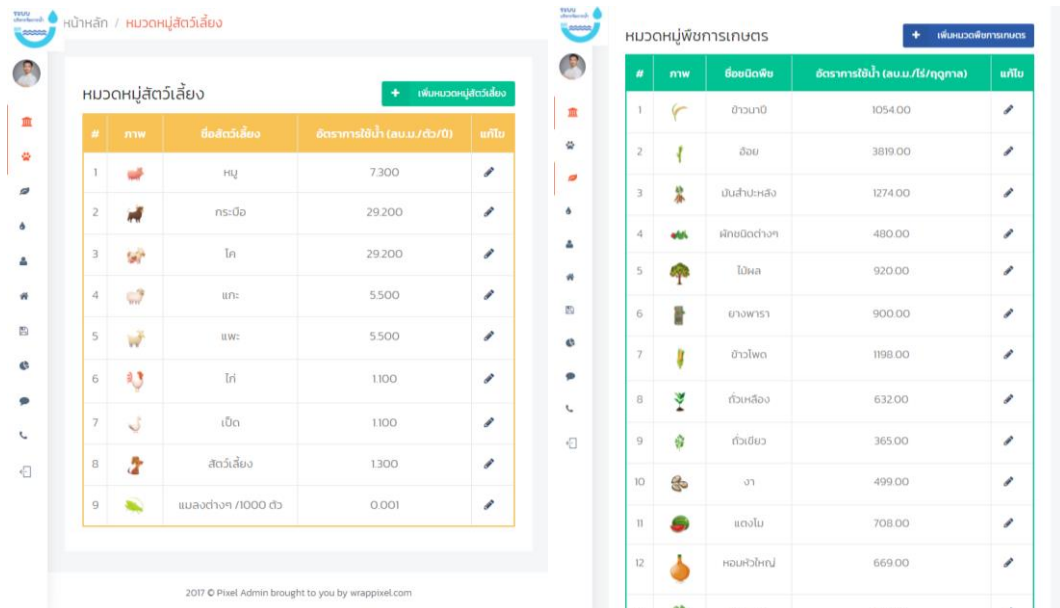 ระบบ
หน้าหลัก / หมวดหมู่สัตว์เลี้ยง
หมวดหมู่สัตว์เลี้ยง
+ เพิ่มหมวดหมู่สัตว์เลี้ยง
# ภาพ ชื่อสัตว์เลี้ยง อัตราการใช้น้ำ (ลบ.ม./ตัว/ปี) แก้ไข
1 หมู 7.300
2 กระบือ 29.200
3 โค 29.200
4 แกะ 5.500
5 แพะ 5.500
6 ไก่ 1.100
7 เป็ด 1.100
8 สัตว์เลี้ยง 1.300
9 แมลงต่างๆ /1000 ตัว 0.001
2017 © Pixel Admin brought to you by wrappixel.com
ระบบ
หมวดหมู่พืชการเกษตร
+ เพิ่มหมวดพืชการเกษตร
# ภาพ ชื่อชนิดพืช อัตราการใช้น้ำ (ลบ.ม./ไร่/ฤดูกาล) แก้ไข
1 ข้าวนาปี 1054.00
2 อ้อย 3819.00
3 มันสำปะหลัง 1274.00
4 ผักชนิดต่างๆ 480.00
5 ไม้ผล 920.00
6 ยางพารา 900.00
7 ข้าวโพด 1198.00
8 ถั่วเหลือง 632.00
9 ถั่วเขียว 365.00
10 งา 499.00
11 แตงโม 708.00
12 หอมหัวใหญ่ 669.00